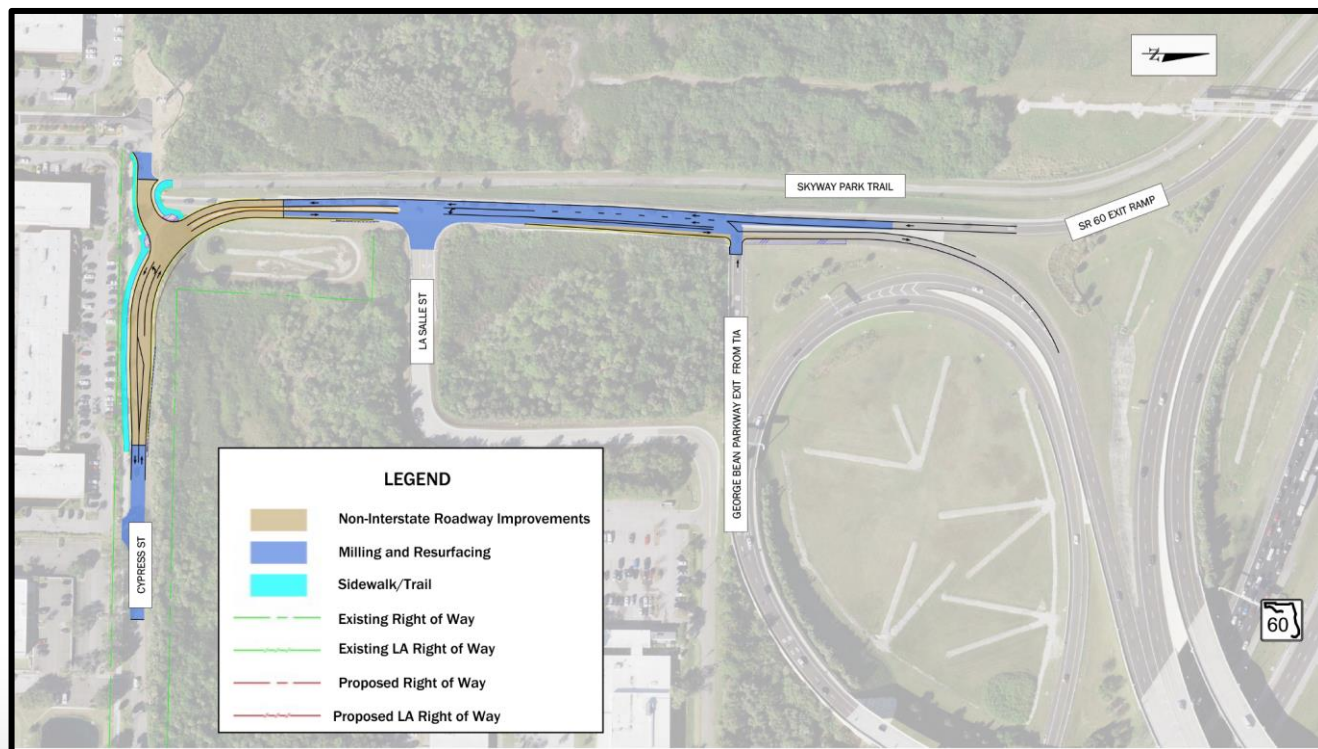 N
SKYWAY PARK TRAIL
SR 60 EXIT RAMP
LA SALLE ST
GEORGE BEAN PARKWAY EXIT FROM TIA
CYPRESS ST
60
LEGEND
Non-Interstate Roadway Improvements
Milling and Resurfacing
Sidewalk/Trail
Existing Right of Way
Existing LA Right of Way
Proposed Right of Way
Proposed LA Right of Way